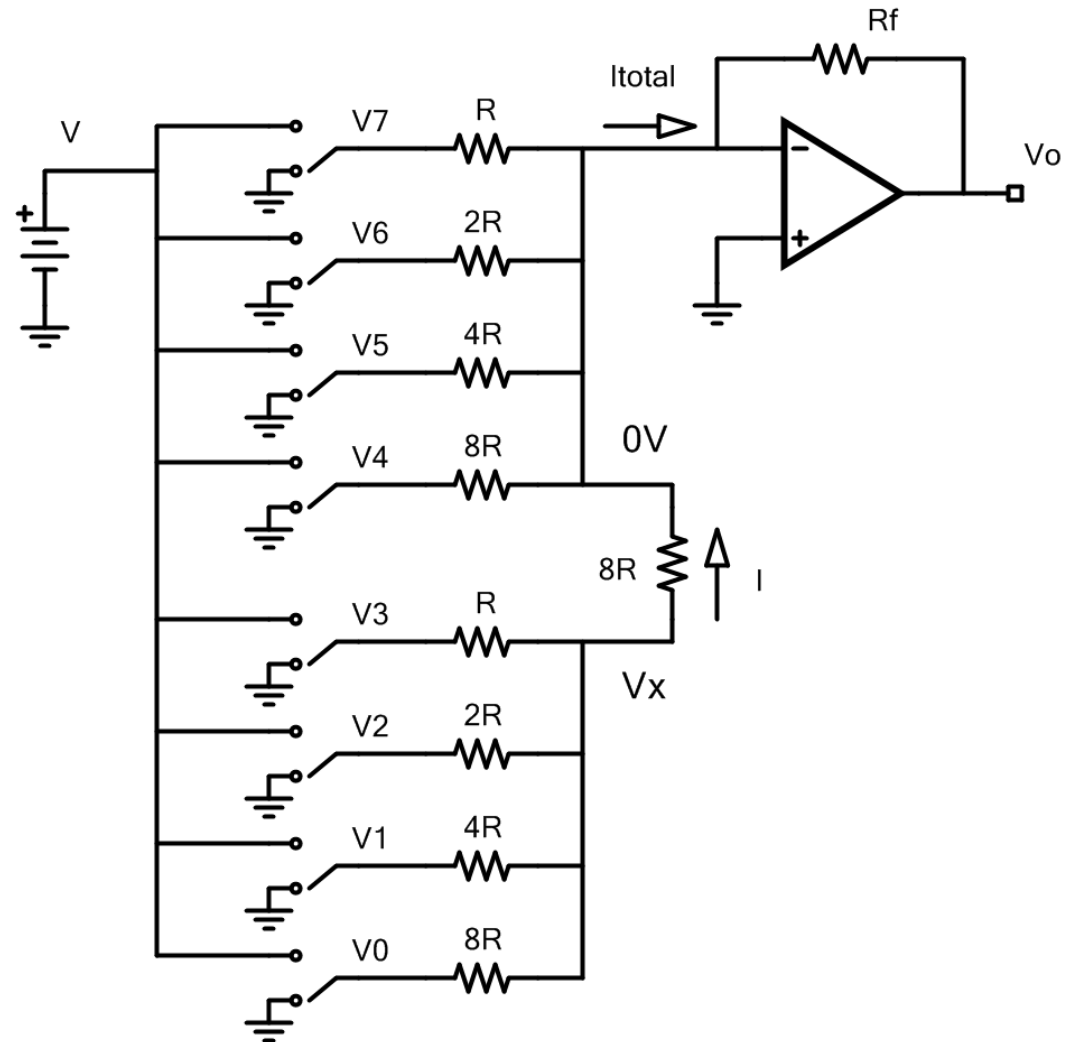 Rf
Itotal
V
V7 R
Vo
V6 2R
V5 4R
V4 8R
0V
8R
I
V3 R
Vx
V2 2R
V1 4R
V0 8R
+
−
+